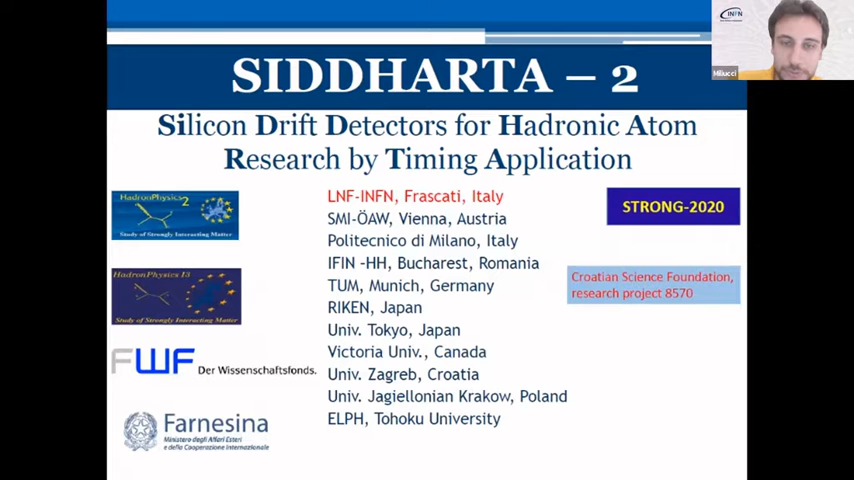 INFN
Miliucci
SIDDHARTA – 2
Silicon Drift Detectors for Hadronic Atom
Research by Timing Application
HadronPhysics2
Study of Strongly Interacting Matter
HadronPhysics I3
Study of Strongly Interacting Matter
FWF Der Wissenschaftsfonds.
Farnesina
Ministero degli Affari Esteri
e della Cooperazione Internazionale
LNF-INFN, Frascati, Italy
SMI-ÖAW, Vienna, Austria
Politecnico di Milano, Italy
IFIN –HH, Bucharest, Romania
TUM, Munich, Germany
RIKEN, Japan
Univ. Tokyo, Japan
Victoria Univ., Canada
Univ. Zagreb, Croatia
Univ. Jagiellonian Krakow, Poland
ELPH, Tohoku University
STRONG-2020
Croatian Science Foundation,
research project 8570